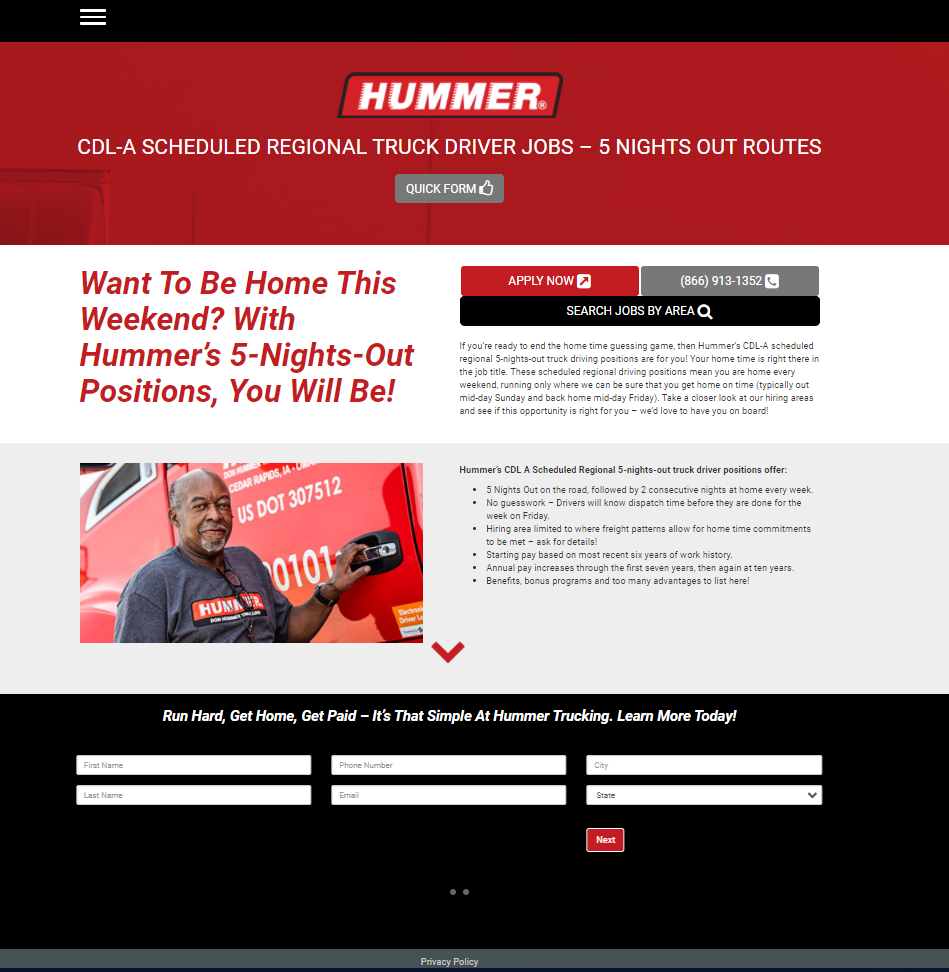 HUMMER®
CDL-A SCHEDULED REGIONAL TRUCK DRIVER JOBS – 5 NIGHTS OUT ROUTES
QUICK FORM
Want To Be Home This
Weekend? With
Hummer’s 5-Nights-Out
Positions, You Will Be!
APPLY NOW
(866) 913-1352
SEARCH JOBS BY AREA
If you’re ready to end the home time guessing game, then Hummer’s CDL-A scheduled
regional 5-nights-out truck driving positions are for you! Your home time is right there in
the job title. These scheduled regional driving positions mean you are home every
weekend, running only where we can be sure that you get home on time (typically out
mid-day Sunday and back home mid-day Friday). Take a closer look at our hiring areas
and see if this opportunity is right for you – we’d love to have you on board!
CEDAR RAPIDS, IA -
US DOT 307512
00101
HUMMER
DON HUMMER TRUCKING
Electronic
Driver
Hummer’s CDL A Scheduled Regional 5-nights-out truck driver positions offer:
• 5 Nights Out on the road, followed by 2 consecutive nights at home every week.
• No guesswork – Drivers will know dispatch time before they are done for the
week on Friday.
• Hiring area limited to where freight patterns allow for home time commitments
to be met – ask for details!
• Starting pay based on most recent six years of work history.
• Annual pay increases through the first seven years, then again at ten years.
• Benefits, bonus programs and too many advantages to list here!
Run Hard, Get Home, Get Paid – It’s That Simple At Hummer Trucking. Learn More Today!
First Name
Phone Number
City
Last Name
Email
State
Next
Privacy Policy